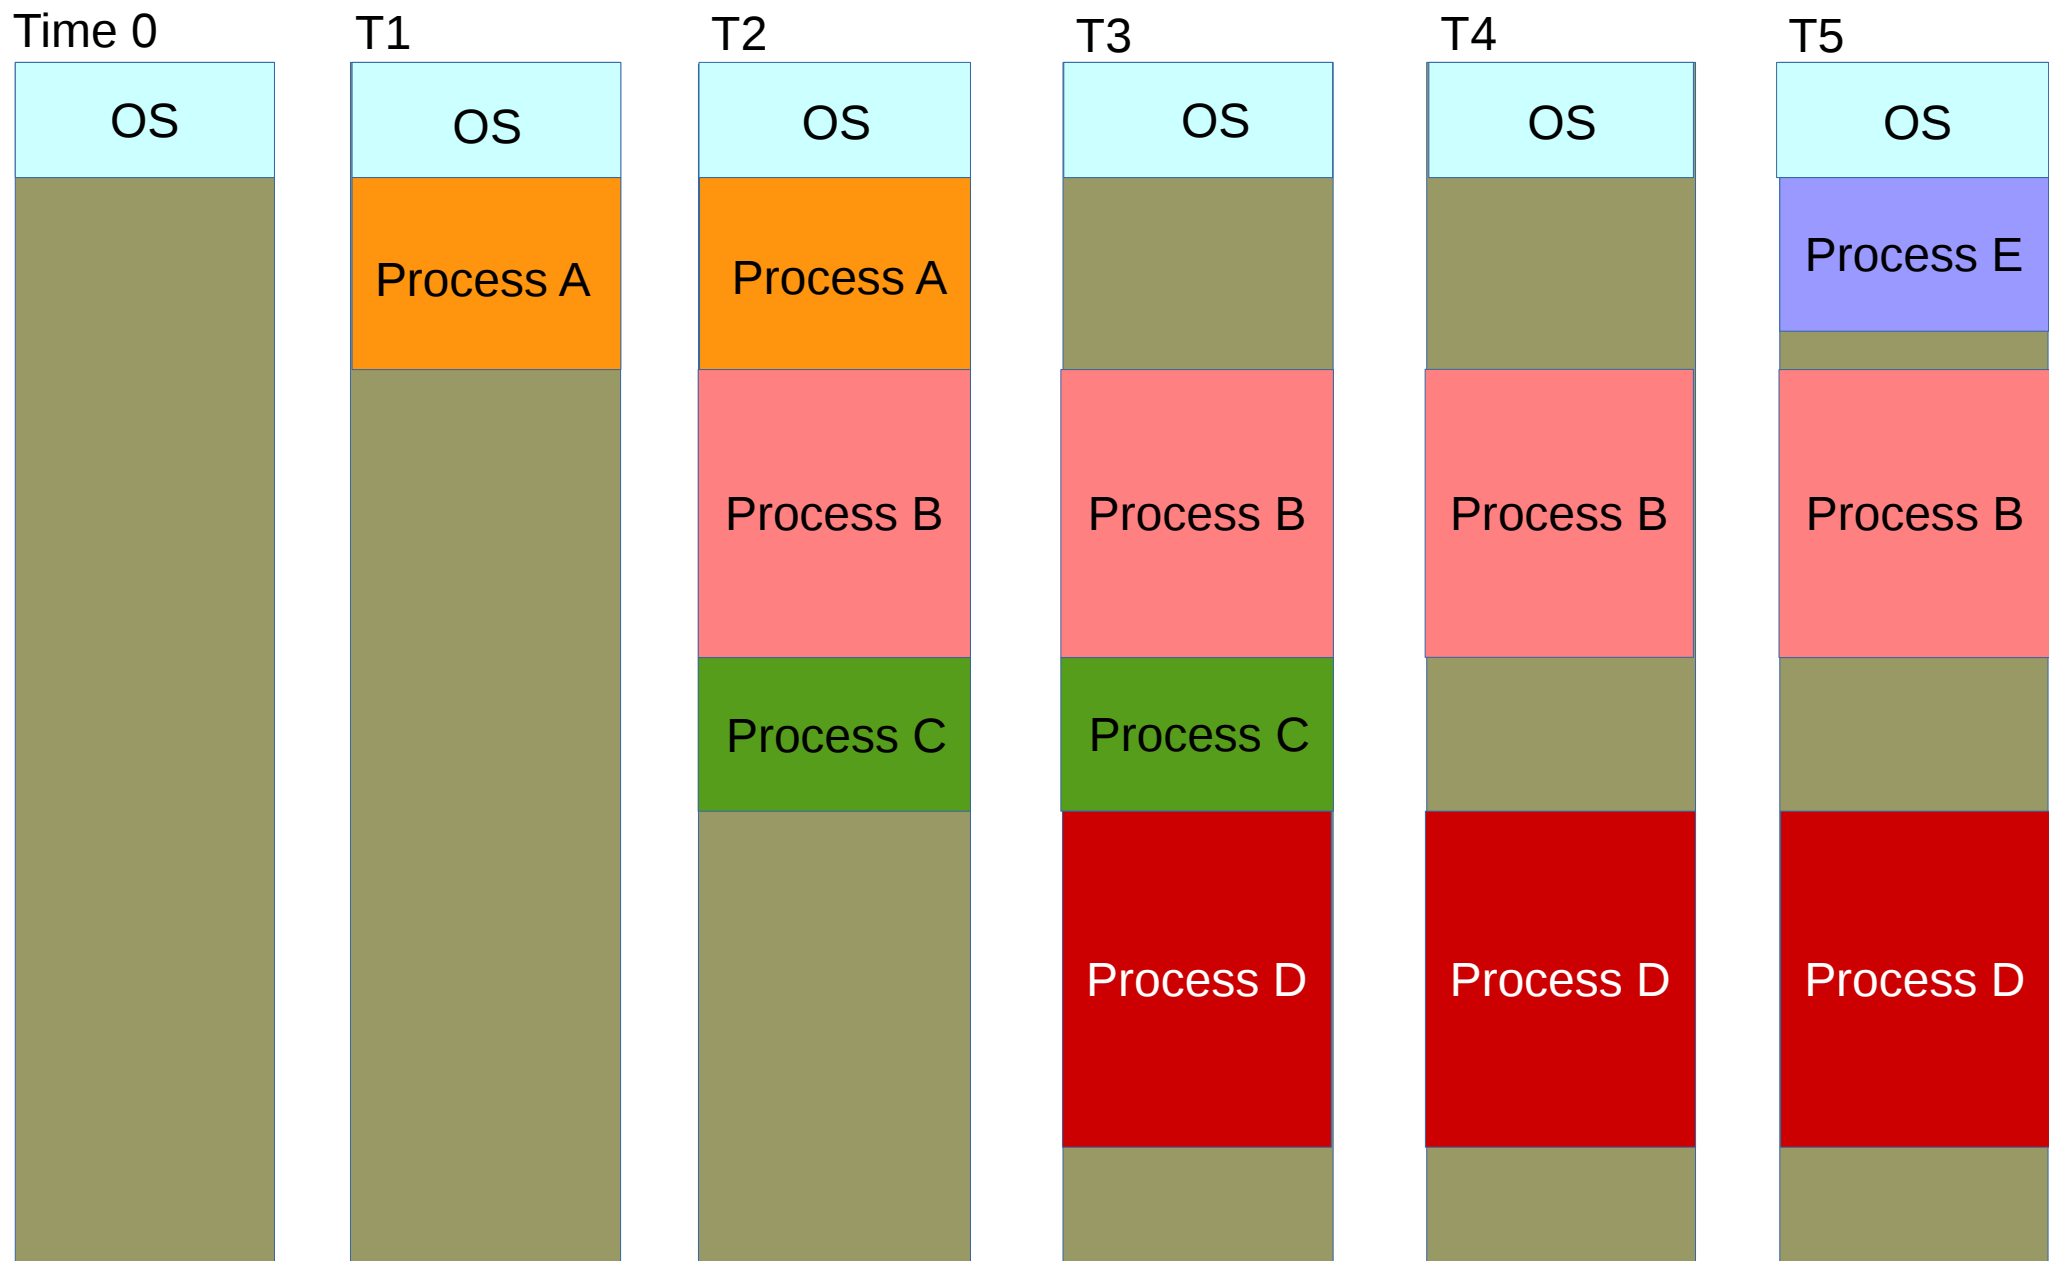 Time 0
T1
T2
T3
T4
T5
OS
OS
OS
OS
OS
OS
Process A
Process A
Process E
Process B
Process B
Process B
Process B
Process C
Process C
Process D
Process D
Process D